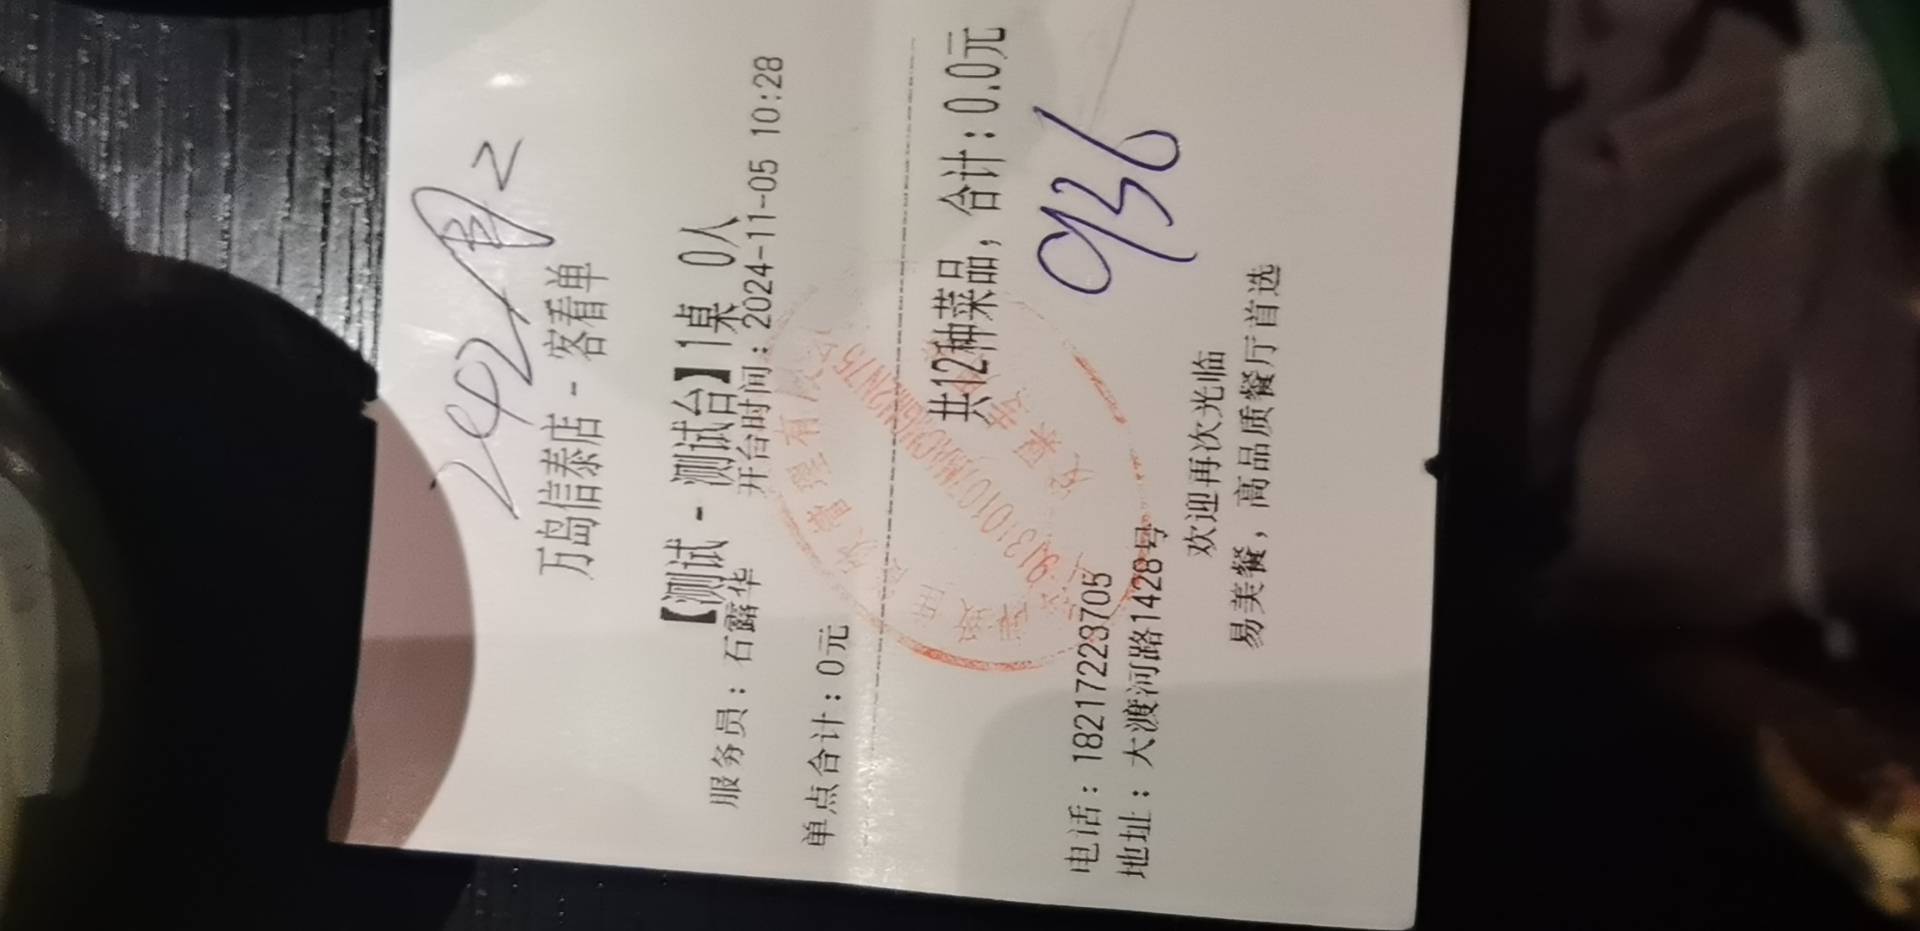 万岛信泰店 - 客看单
【测试 - 测试台】1桌 0人
服务员：石露华 开台时间：2024-11-05 10:28
单点合计：0元
共12种菜品，合计：0.0元
936
电话：18217228705
地址：大渡河路1428号
欢迎再次光临
易美餐，高品质餐厅首选